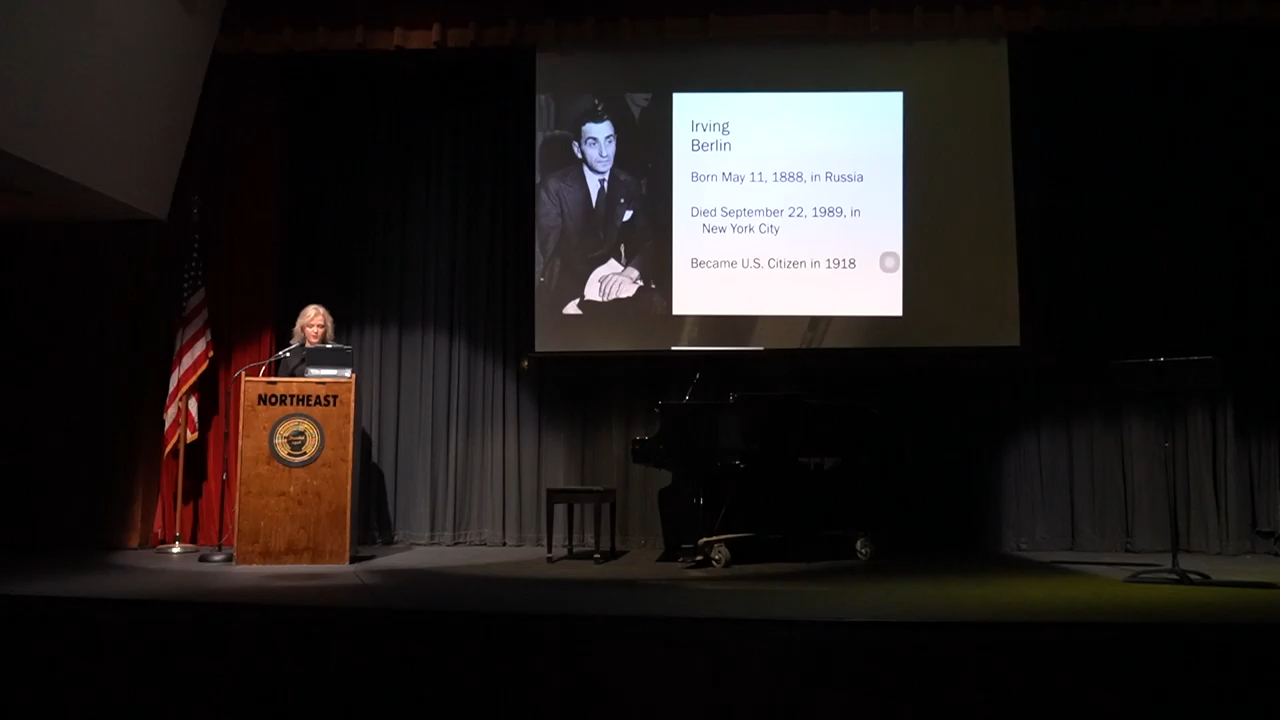 Irving
Berlin
Born May 11, 1888, in Russia
Died September 22, 1989, in
New York City
Became U.S. Citizen in 1918
NORTHEAST